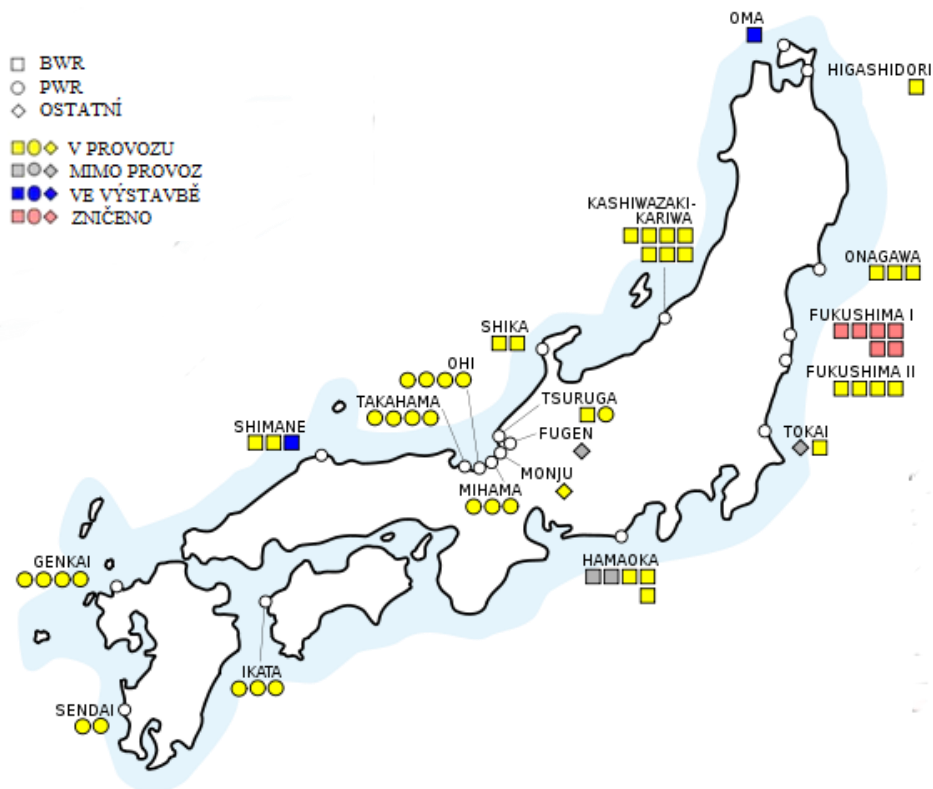 BWR
PWR
OSTATNÍ
V PROVOZU
MIMO PROVOZ
VE VÝSTAVBĚ
ZNIČENO
OMA
HIGASHIDORI
KASHIWAZAKI-
KARIWA
ONAGAWA
FUKUSHIMA I
FUKUSHIMA II
SHIKA
OHI
TAKAHAMA
TSURUGA
FUGEN
TOKAI
SHIMANE
MONJU
MIHAMA
GENKAI
HAMAOKA
IKATA
SENDAI